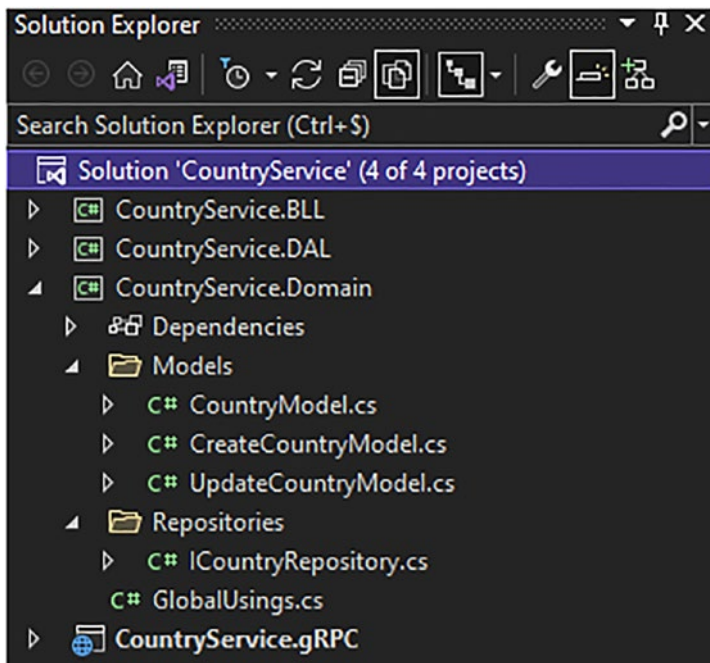 Solution Explorer
Search Solution Explorer (Ctrl+$)
Solution 'CountryService' (4 of 4 projects)
C# CountryService.BLL
C# CountryService.DAL
C# CountryService.Domain
Dependencies
Models
C# CountryModel.cs
C# CreateCountryModel.cs
C# UpdateCountryModel.cs
Repositories
C# ICountryRepository.cs
C# GlobalUsings.cs
CountryService.gRPC